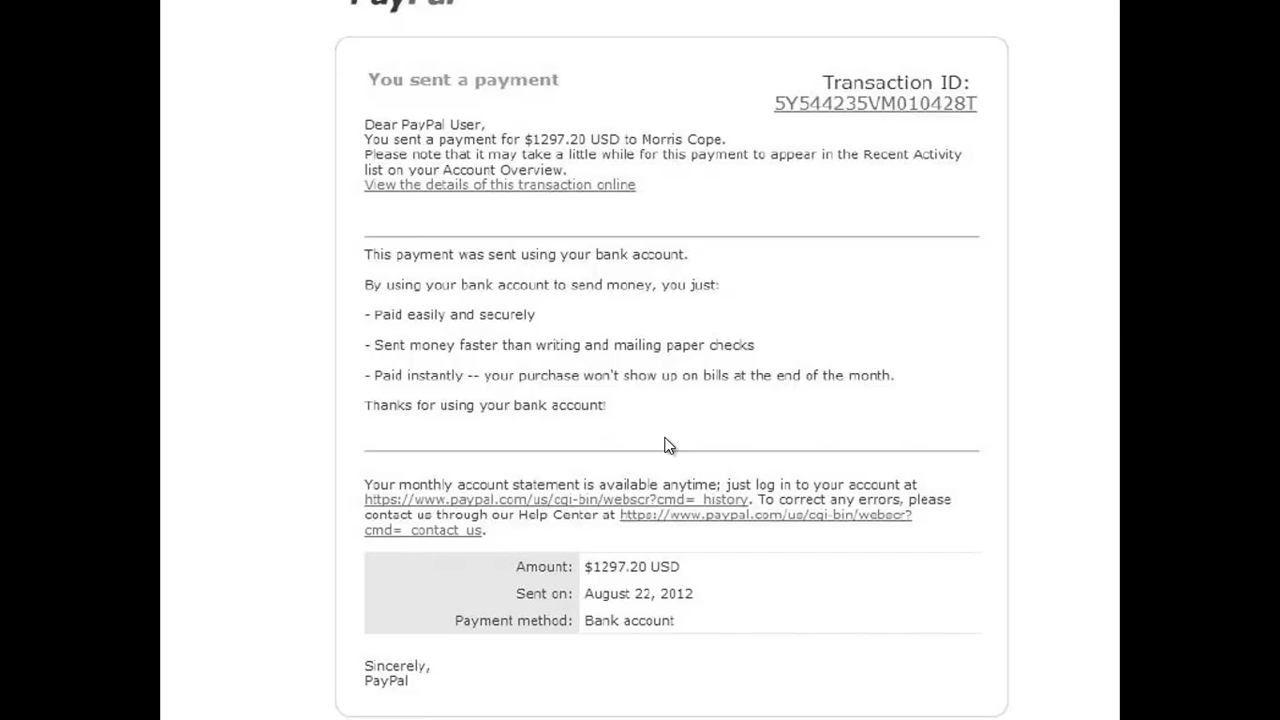 PayPal
You sent a payment
Transaction ID:
5Y544235VM010428T
Dear PayPal User,
You sent a payment for $1297.20 USD to Morris Cope.
Please note that it may take a little while for this payment to appear in the Recent Activity
list on your Account Overview.
View the details of this transaction online
This payment was sent using your bank account.
By using your bank account to send money, you just:
- Paid easily and securely
- Sent money faster than writing and mailing paper checks
- Paid instantly -- your purchase won't show up on bills at the end of the month.
Thanks for using your bank account!
Your monthly account statement is available anytime; just log in to your account at
https://www.paypal.com/us/cgi-bin/webscr?cmd=_history. To correct any errors, please
contact us through our Help Center at https://www.paypal.com/us/cgi-bin/webscr?
cmd=_contact_us.
Amount: $1297.20 USD
Sent on: August 22, 2012
Payment method: Bank account
Sincerely,
PayPal